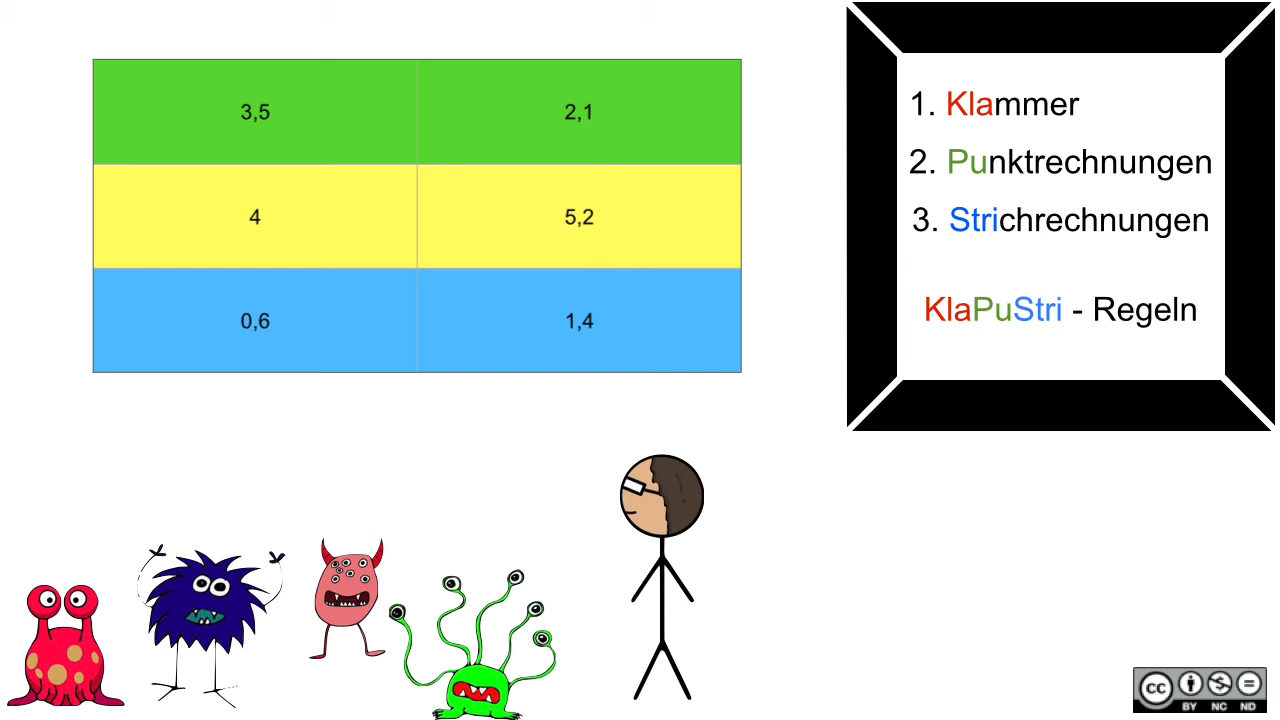 3,5 2,1
4 5,2
0,6 1,4
1. Klammer
2. Punktrechnungen
3. Strichrechnungen
KlaPuStri - Regeln
cc
BY NC ND